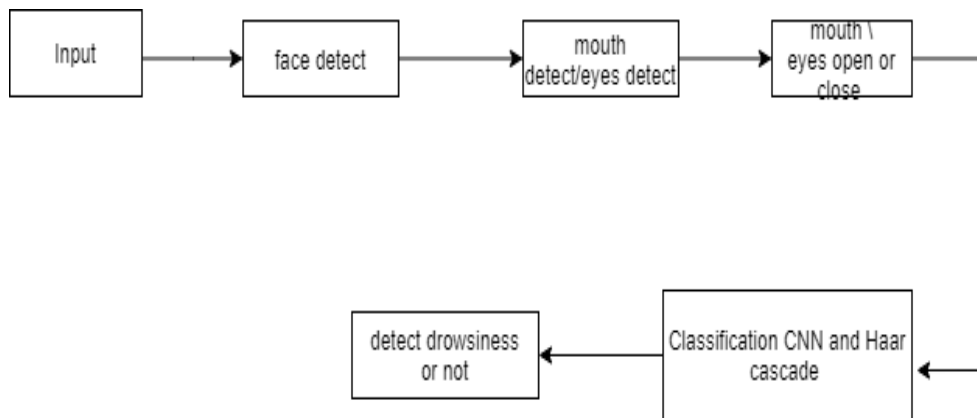 Input
face detect
mouth
detect/eyes detect
mouth \
eyes open or
close
Classification CNN and Haar
cascade
detect drowsiness
or not